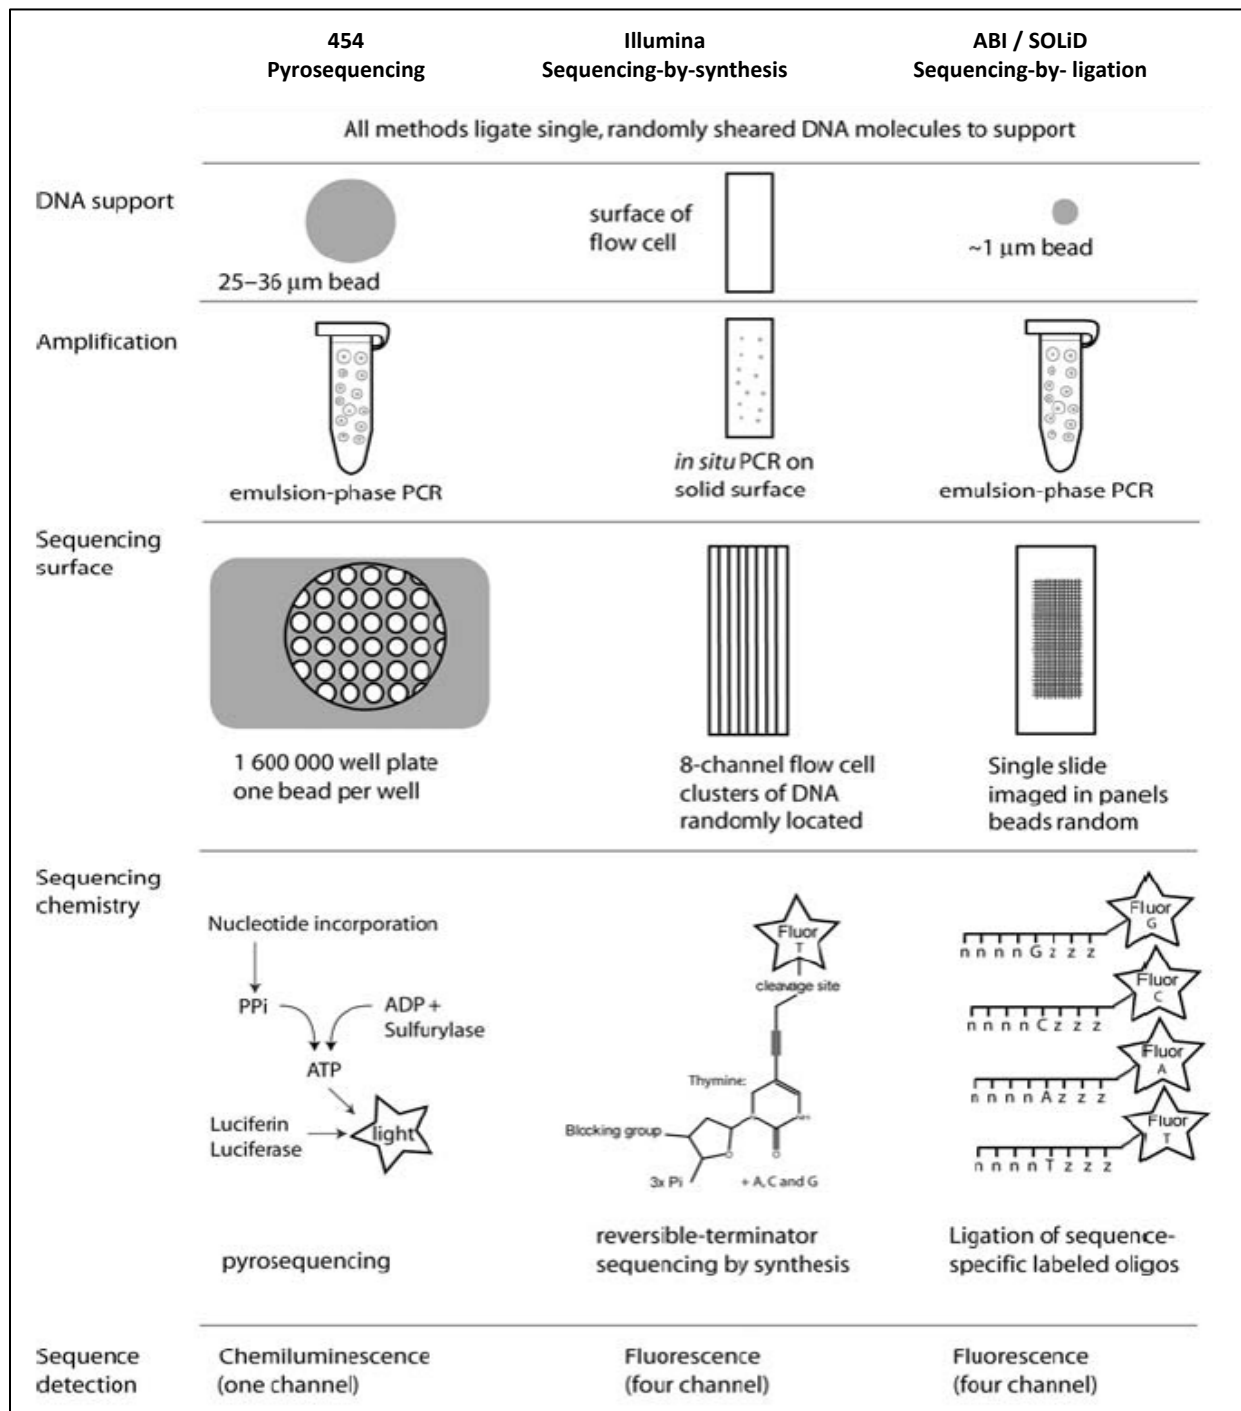 454
Pyrosequencing
Illumina
Sequencing-by-synthesis
ABI / SOLiD
Sequencing-by- ligation
All methods ligate single, randomly sheared DNA molecules to support
DNA support
25–36 μm bead
surface of
flow cell
~1 μm bead
Amplification
emulsion-phase PCR
in situ PCR on
solid surface
emulsion-phase PCR
Sequencing
surface
1 600 000 well plate
one bead per well
8-channel flow cell
clusters of DNA
randomly located
Single slide
imaged in panels
beads random
Sequencing
chemistry
Nucleotide incorporation
PPi
ADP +
Sulfurylase
ATP
Luciferin
Luciferase
light
pyrosequencing
Fluor
T
cleavage site
Thymine:
Blocking group
O
O
3x Pi
+ A, C and G
reversible-terminator
sequencing by synthesis
Fluor
G
n n n n G z z z
Fluor
C
n n n n C z z z
Fluor
A
n n n n A z z z
Fluor
T
n n n n T z z z
Ligation of sequence-
specific labeled oligos
Sequence
detection
Chemiluminescence
(one channel)
Fluorescence
(four channel)
Fluorescence
(four channel)